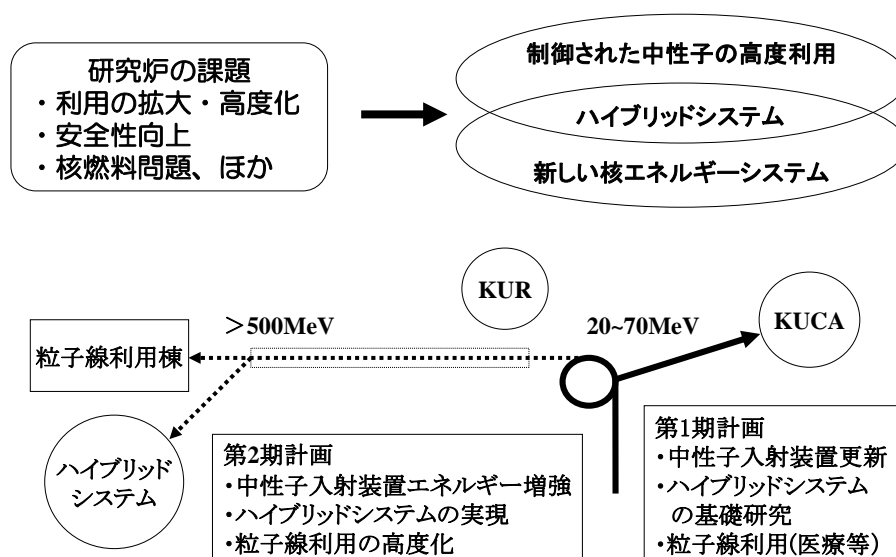 研究炉の課題
・利用の拡大・高度化
・安全性向上
・核燃料問題、ほか
制御された中性子の高度利用
ハイブリッドシステム
新しい核エネルギーシステム
KUR
KUCA
＞500MeV
20~70MeV
粒子線利用棟
ハイブリッド
システム
第2期計画
・中性子入射装置エネルギー増強
・ハイブリッドシステムの実現
・粒子線利用の高度化
第1期計画
・中性子入射装置更新
・ハイブリッドシステム
の基礎研究
・粒子線利用(医療等)